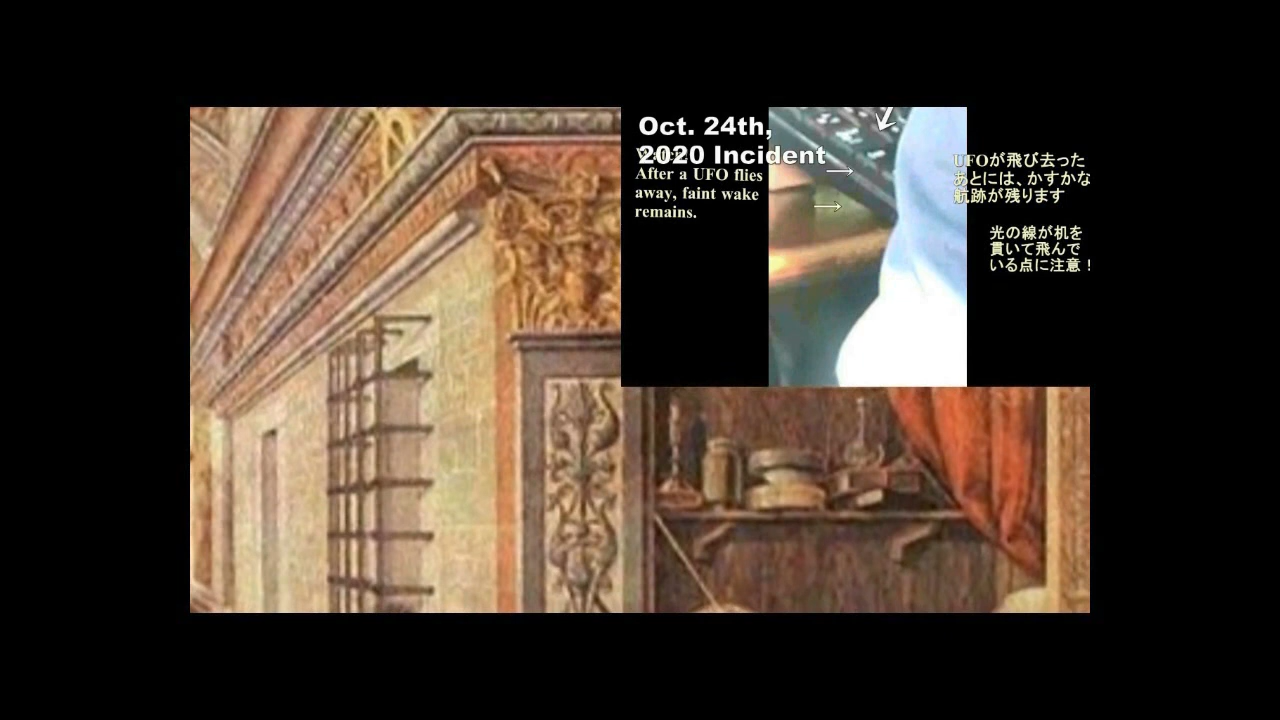 Oct. 24th,
2020 Incident
After a UFO flies
away, faint wake
remains.
UFOが飛び去った
あとには、かすかな
航跡が残ります
光の線が机を
貫いて飛んで
いる点に注意！